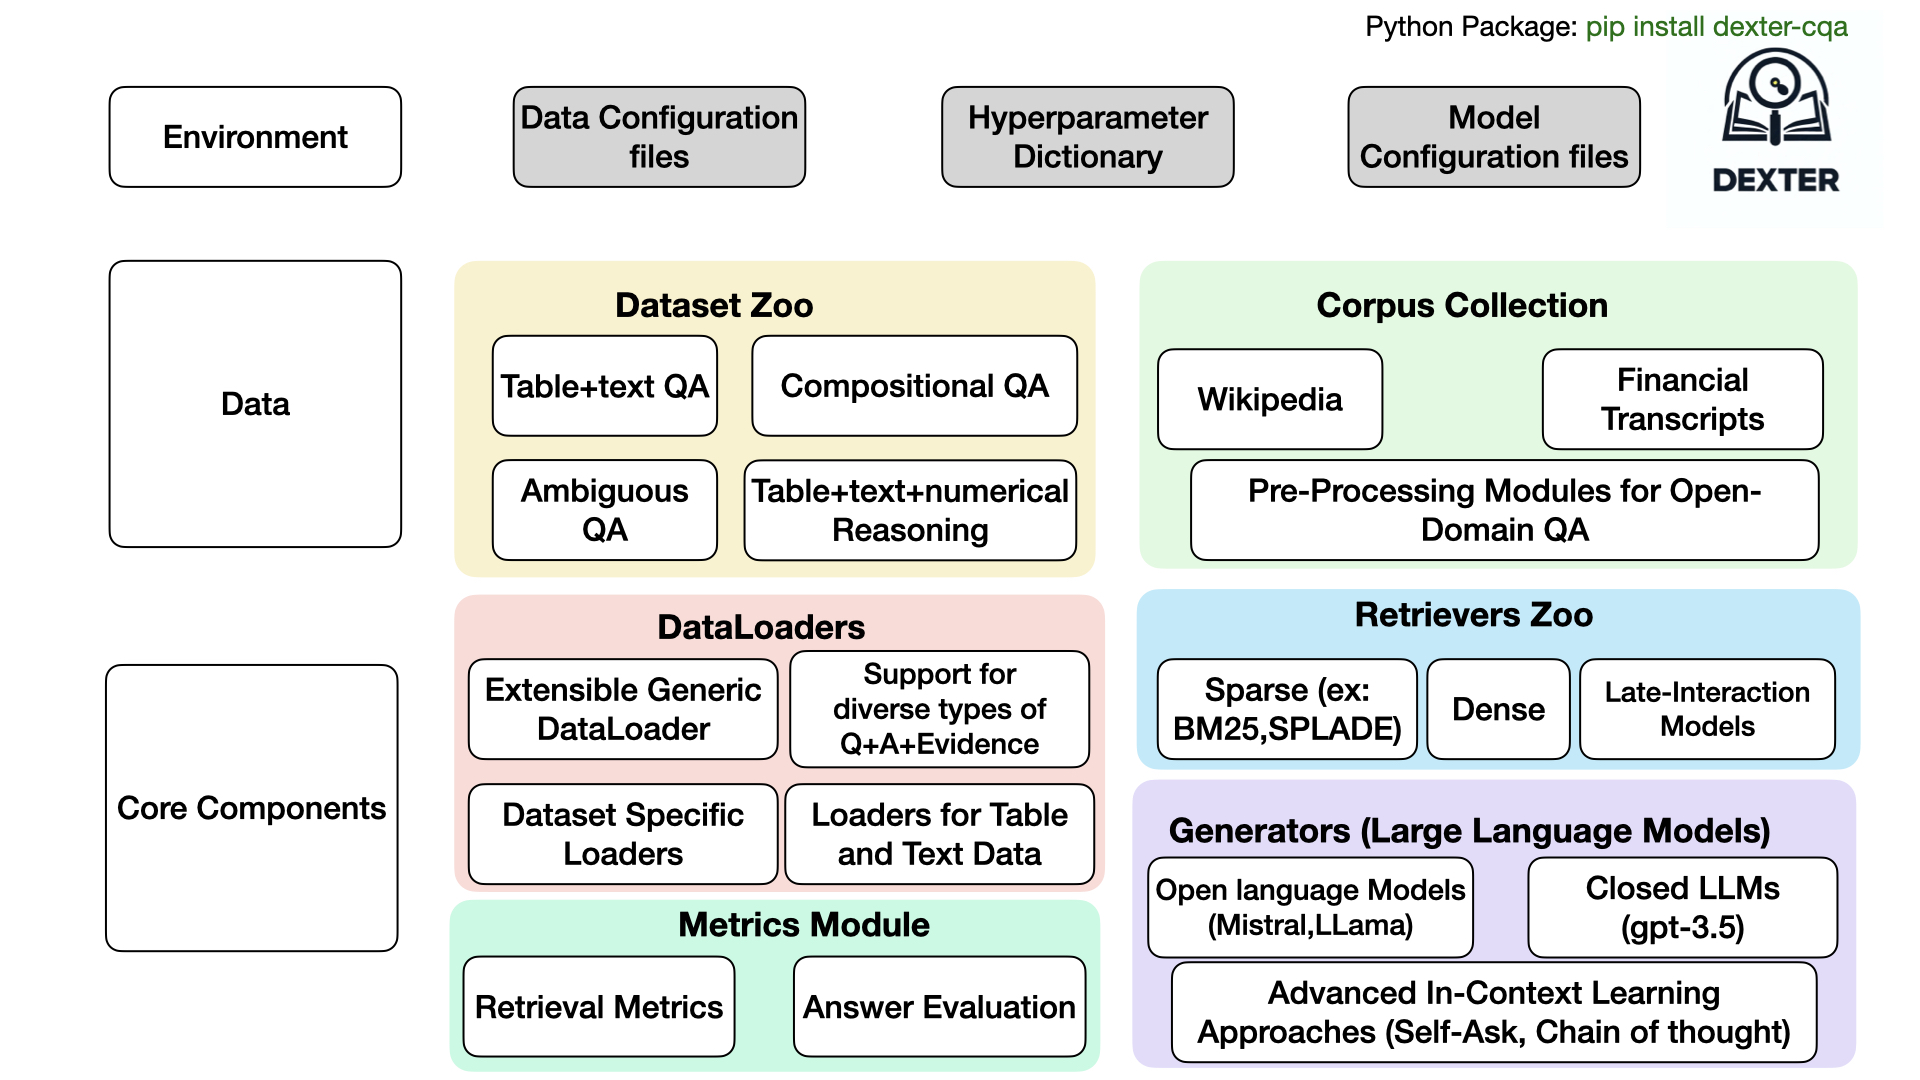 Python Package: pip install dexter-cqa
Environment
Data Configuration
files
Hyperparameter
Dictionary
Model
Configuration files
DEXTER
Data
Dataset Zoo
Table+text QA
Compositional QA
Ambiguous
QA
Table+text+numerical
Reasoning
Corpus Collection
Wikipedia
Financial
Transcripts
Pre-Processing Modules for Open-
Domain QA
Core Components
DataLoaders
Extensible Generic
DataLoader
Support for
diverse types of
Q+A+Evidence
Dataset Specific
Loaders
Loaders for Table
and Text Data
Retrievers Zoo
Sparse (ex:
BM25,SPLADE)
Dense
Late-Interaction
Models
Metrics Module
Retrieval Metrics
Answer Evaluation
Generators (Large Language Models)
Open language Models
(Mistral,LLama)
Closed LLMs
(gpt-3.5)
Advanced In-Context Learning
Approaches (Self-Ask, Chain of thought)